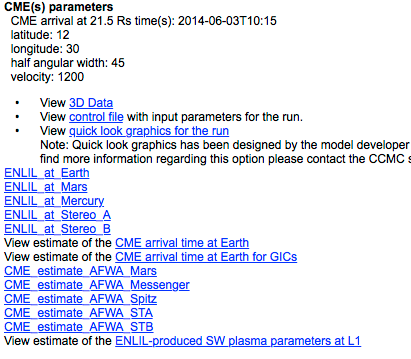 CME(s) parameters
CME arrival at 21.5 Rs time(s): 2014-06-03T10:15
latitude: 12
longitude: 30
half angular width: 45
velocity: 1200
• View 3D Data
• View control file with input parameters for the run.
• View quick look graphics for the run
Note: Quick look graphics has been designed by the model developer
find more information regarding this option please contact the CCMC s
ENLIL_at_Earth
ENLIL_at_Mars
ENLIL_at_Mercury
ENLIL_at_Stereo_A
ENLIL_at_Stereo_B
View estimate of the CME arrival time at Earth
View estimate of the CME arrival time at Earth for GICs
CME_estimate_AFWA_Mars
CME_estimate_AFWA_Messenger
CME_estimate_AFWA_Spitz
CME_estimate_AFWA_STA
CME_estimate_AFWA_STB
View estimate of the ENLIL-produced SW plasma parameters at L1